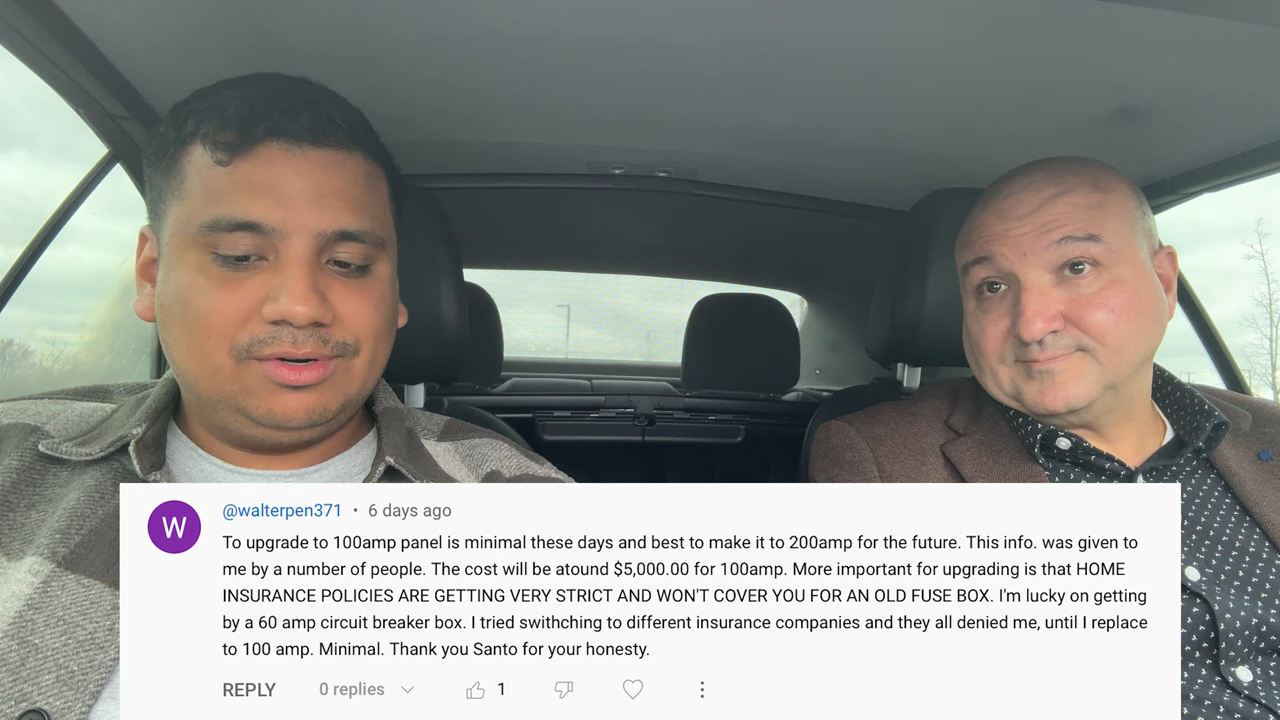 W
@walterpen371 • 6 days ago
To upgrade to 100amp panel is minimal these days and best to make it to 200amp for the future. This info. was given to
me by a number of people. The cost will be atound $5,000.00 for 100amp. More important for upgrading is that HOME
INSURANCE POLICIES ARE GETTING VERY STRICT AND WON'T COVER YOU FOR AN OLD FUSE BOX. I'm lucky on getting
by a 60 amp circuit breaker box. I tried swithching to different insurance companies and they all denied me, until I replace
to 100 amp. Minimal. Thank you Santo for your honesty.
REPLY 0 replies 1